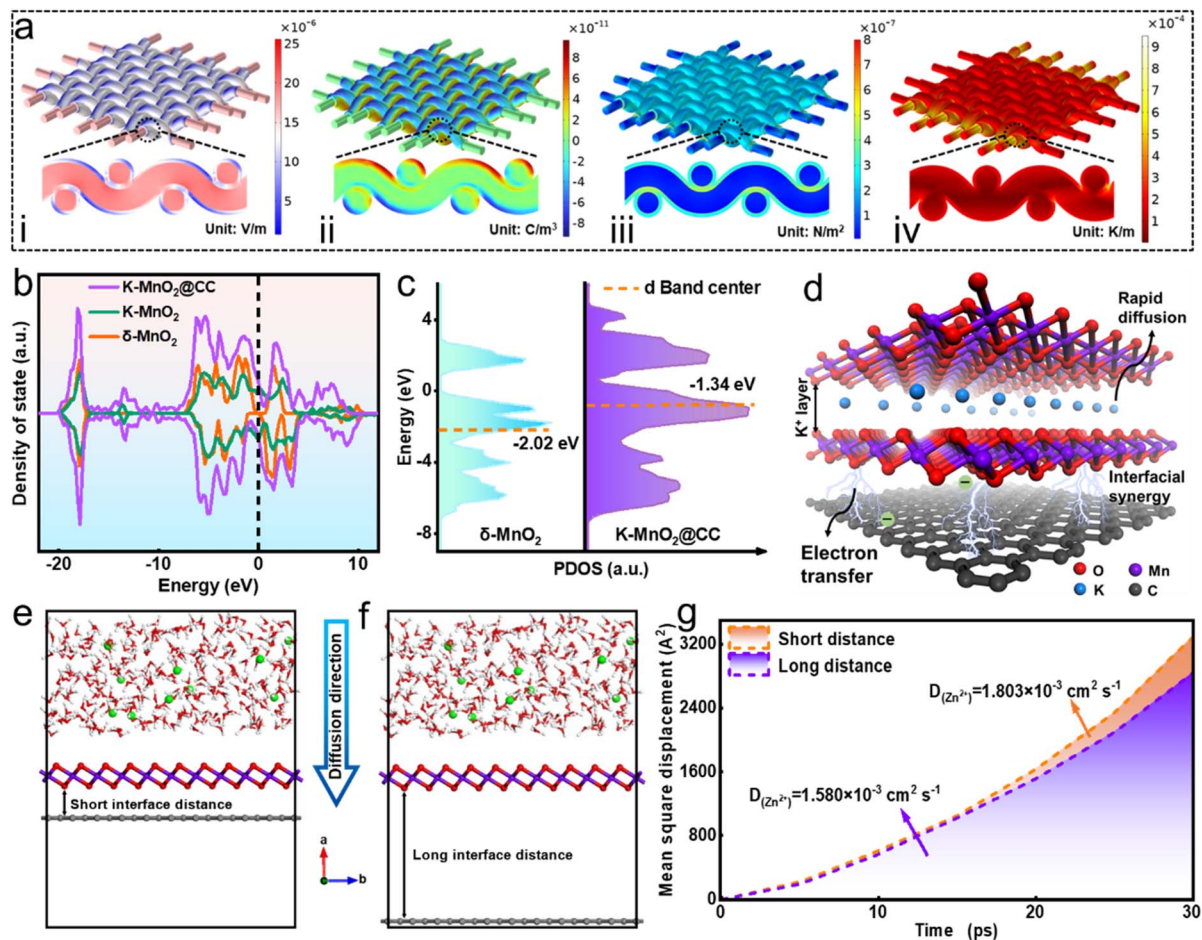 a
×10⁻⁶
25
20
15
10
5
i
Unit: V/m
×10⁻¹¹
8
6
4
2
0
-2
-4
-6
-8
ii
Unit: C/m³
×10⁻⁷
8
7
6
5
4
3
2
1
iii
Unit: N/m²
×10⁻⁴
9
8
7
6
5
4
3
2
1
iv
Unit: K/m
b
K-MnO₂@CC
K-MnO₂
δ-MnO₂
Density of state (a.u.)
-20 -10 0 10
Energy (eV)
c
d Band center
4
0
-4
-8
Energy (eV)
-1.34 eV
-2.02 eV
δ-MnO₂
K-MnO₂@CC
PDOS (a.u.)
d
Rapid
diffusion
K⁺ layer
Interfacial
synergy
Electron
transfer
O
Mn
K
C
e
Short interface distance
Diffusion direction
a
b
f
Long interface distance
g
Short distance
Long distance
D(Zn²⁺)=1.803×10⁻³ cm² s⁻¹
D(Zn²⁺)=1.580×10⁻³ cm² s⁻¹
Mean square displacement (A²)
3200
2400
1600
800
0
0 10 20 30
Time (ps)